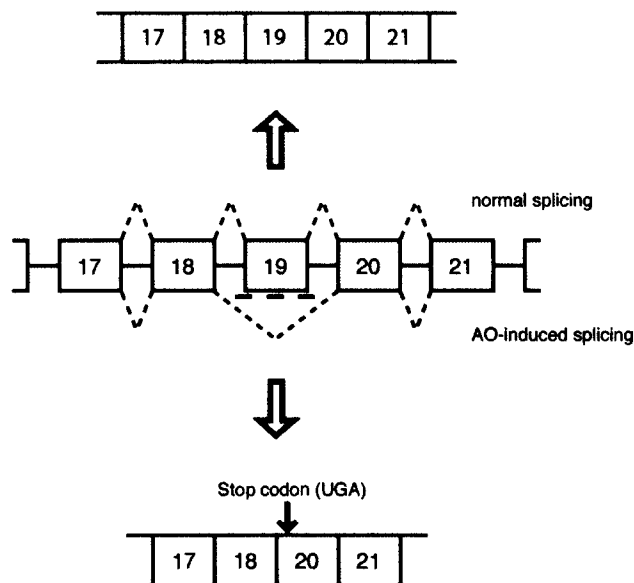 17 18 19 20 21
normal splicing
17 18 19 20 21
AO-induced splicing
Stop codon (UGA)
17 18 20 21